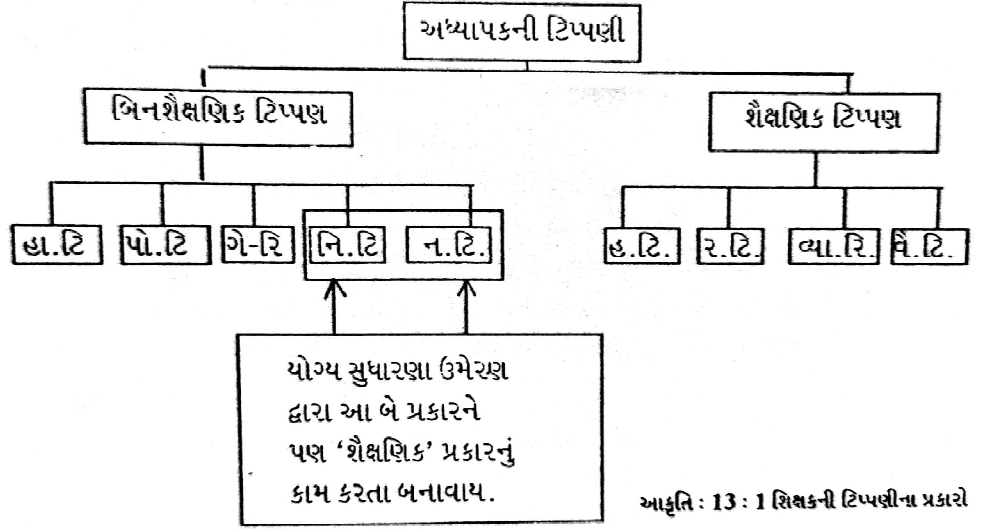 અધ્યાપકની ટિપ્પણી
બિનશૈક્ષણિક ટિપ્પણ
શૈક્ષણિક ટિપ્પણ
હા.ટિ
પો.ટિ
ગે-રિ
નિ.ટિ
ન.ટિ.
હ.ટિ.
ર.ટિ.
વ્યા.રિ.
વૈ.ટિ.
યોગ્ય સુધારણા ઉમેરણ
દ્વારા આ બે પ્રકારને
પણ ‘શૈક્ષણિક’ પ્રકારનું
કામ કરતા બનાવાય.
આકૃતિ : 13 : 1 શિક્ષકની ટિપ્પણીના પ્રકારો